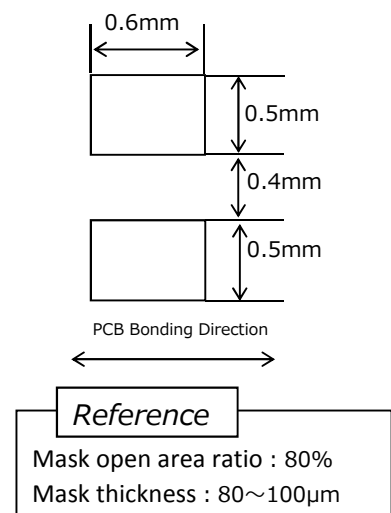 0.6mm
0.5mm
0.4mm
0.5mm
PCB Bonding Direction
Reference
Mask open area ratio : 80%
Mask thickness : 80～100μm